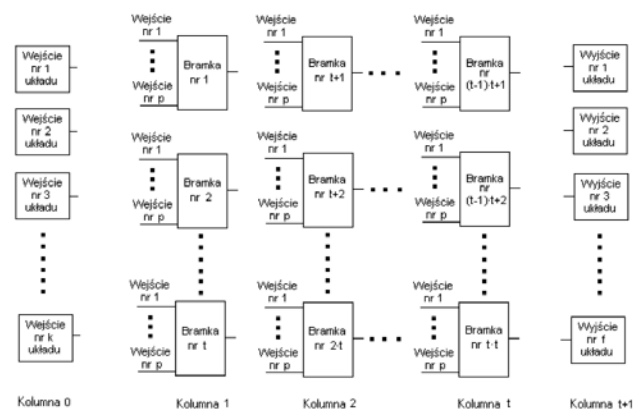 Wejście
nr 1
układu
Wejście
nr 2
układu
Wejście
nr 3
układu
Wejście
nr k
układu
Kolumna 0
Wejście
nr 1
Wejście
nr p
Bramka
nr 1
Wejście
nr 1
Wejście
nr p
Bramka
nr 2
Wejście
nr 1
Wejście
nr p
Bramka
nr t
Kolumna 1
Wejście
nr 1
Wejście
nr p
Bramka
nr t+1
Wejście
nr 1
Wejście
nr p
Bramka
nr t+2
Wejście
nr 1
Wejście
nr p
Bramka
nr 2·t
Kolumna 2
Wejście
nr 1
Wejście
nr p
Bramka
nr
(t-1)·t+1
Wejście
nr 1
Wejście
nr p
Bramka
nr
(t-1)·t+2
Wejście
nr 1
Wejście
nr p
Bramka
nr t·t
Kolumna t
Wyjście
nr 1
układu
Wyjście
nr 2
układu
Wyjście
nr 3
układu
Wyjście
nr f
układu
Kolumna t+1